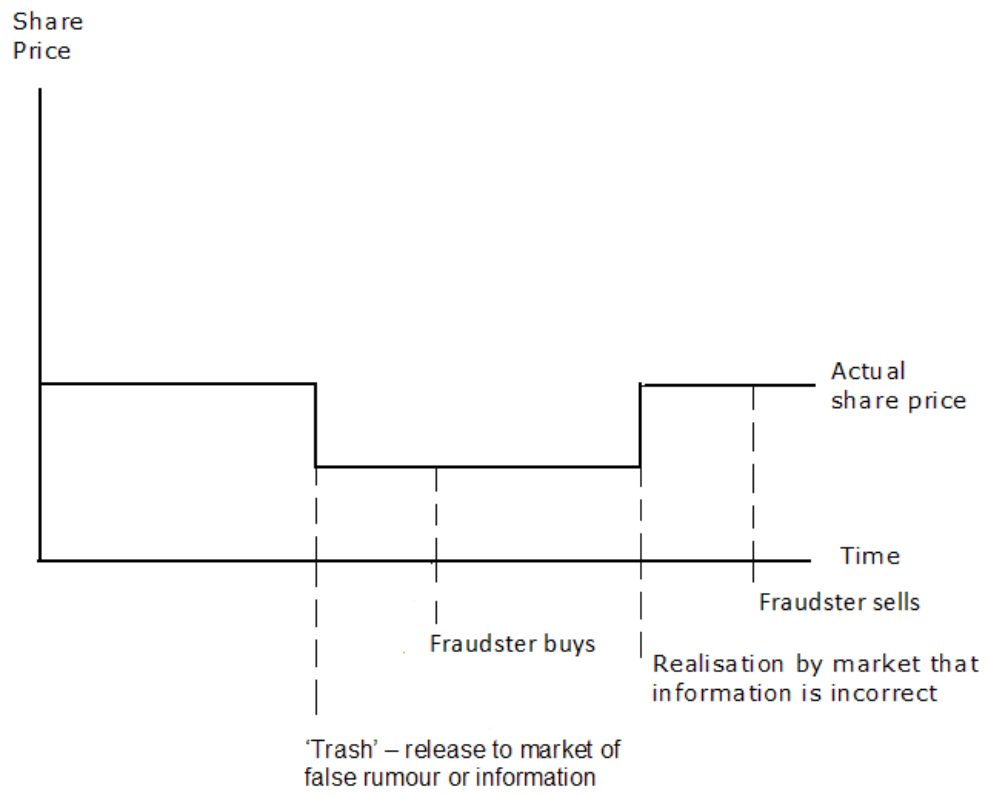 Share
Price
Actual
share price
Time
Fraudster sells
Fraudster buys
Realisation by market that
information is incorrect
‘Trash’ – release to market of
false rumour or information